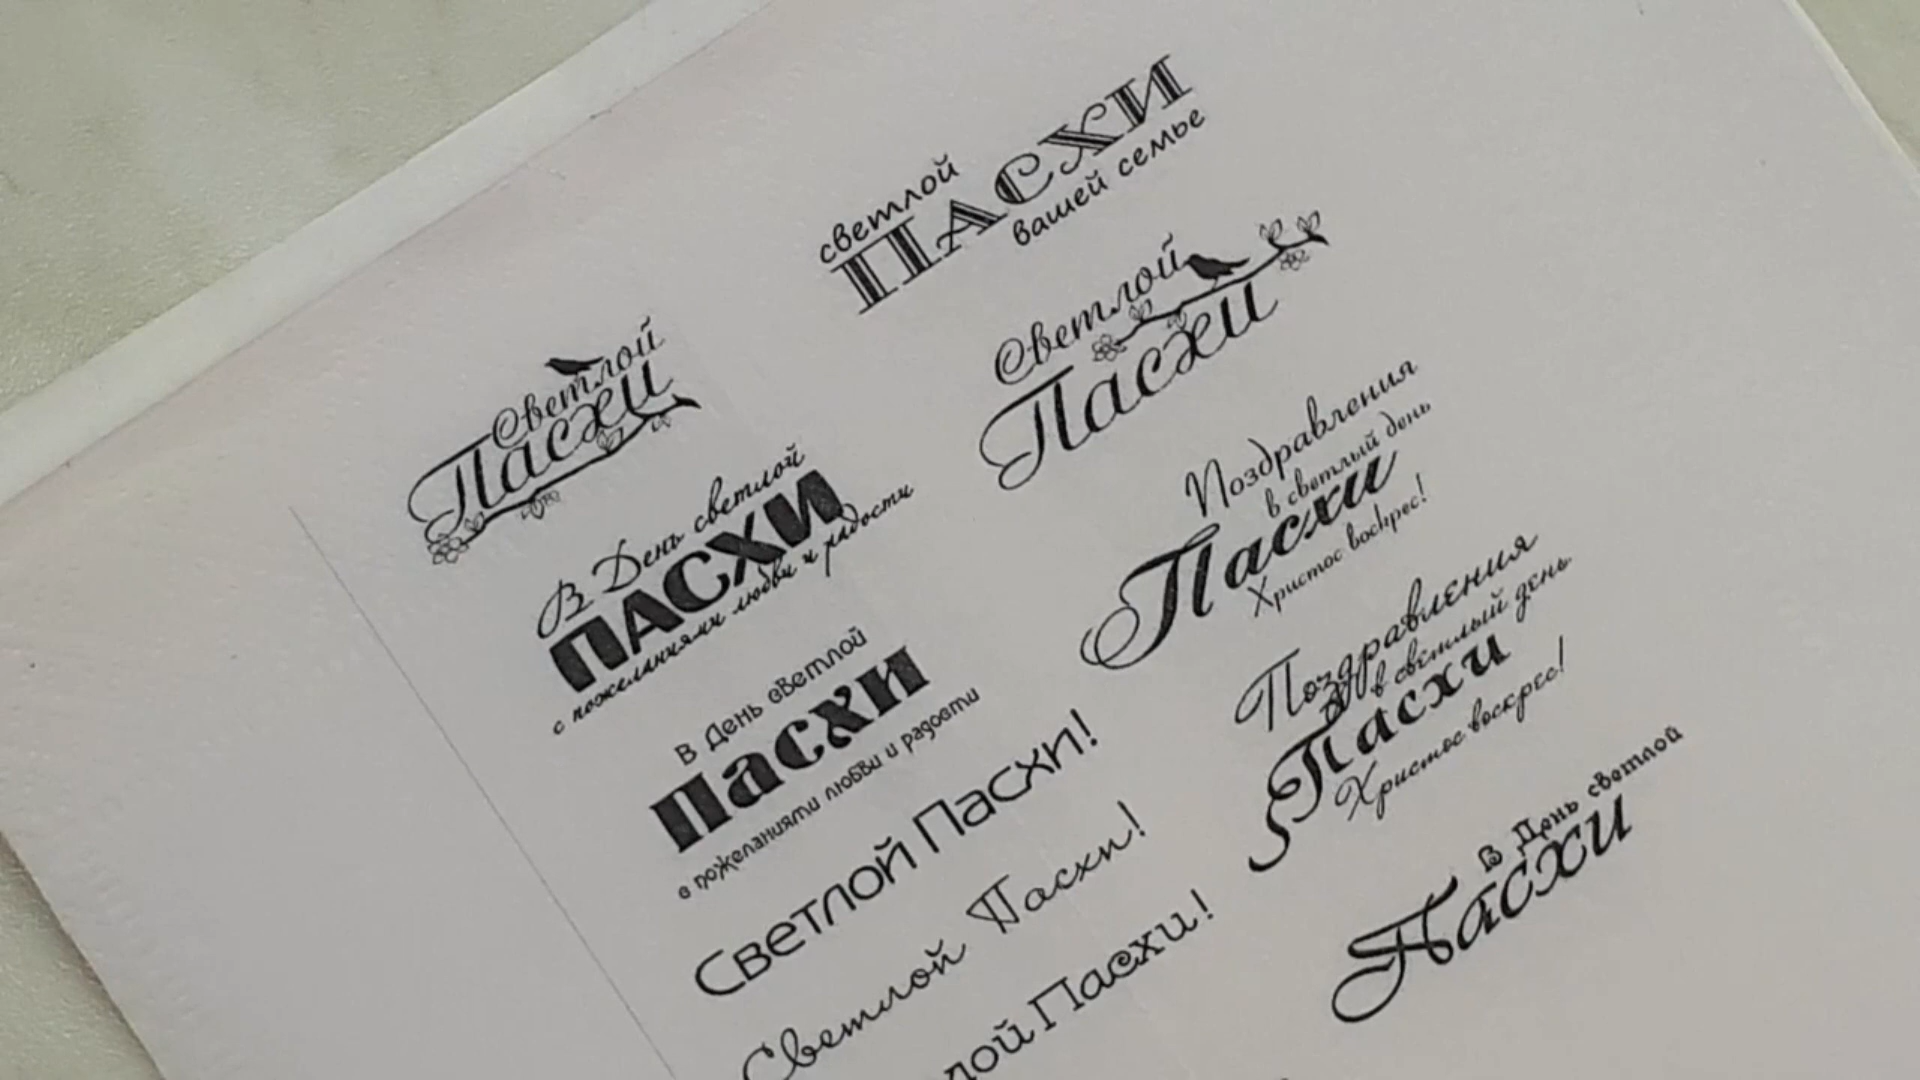 светлой
ПАСХИ
вашей семье
Светлой
Пасхи
Светлой
Пасхи
В День светлой
ПАСХИ
с пожеланиями любви и радости
Поздравления
в светлый день
Пасхи
Христос воскрес!
В День светлой
Пасхи
с пожеланиями любви и радости
Поздравления
в светлый день
Пасхи
Христос воскрес!
Светлой Пасхи!
Светлой Пасхи!
лой Пасхи!
В День светлой
Пасхи